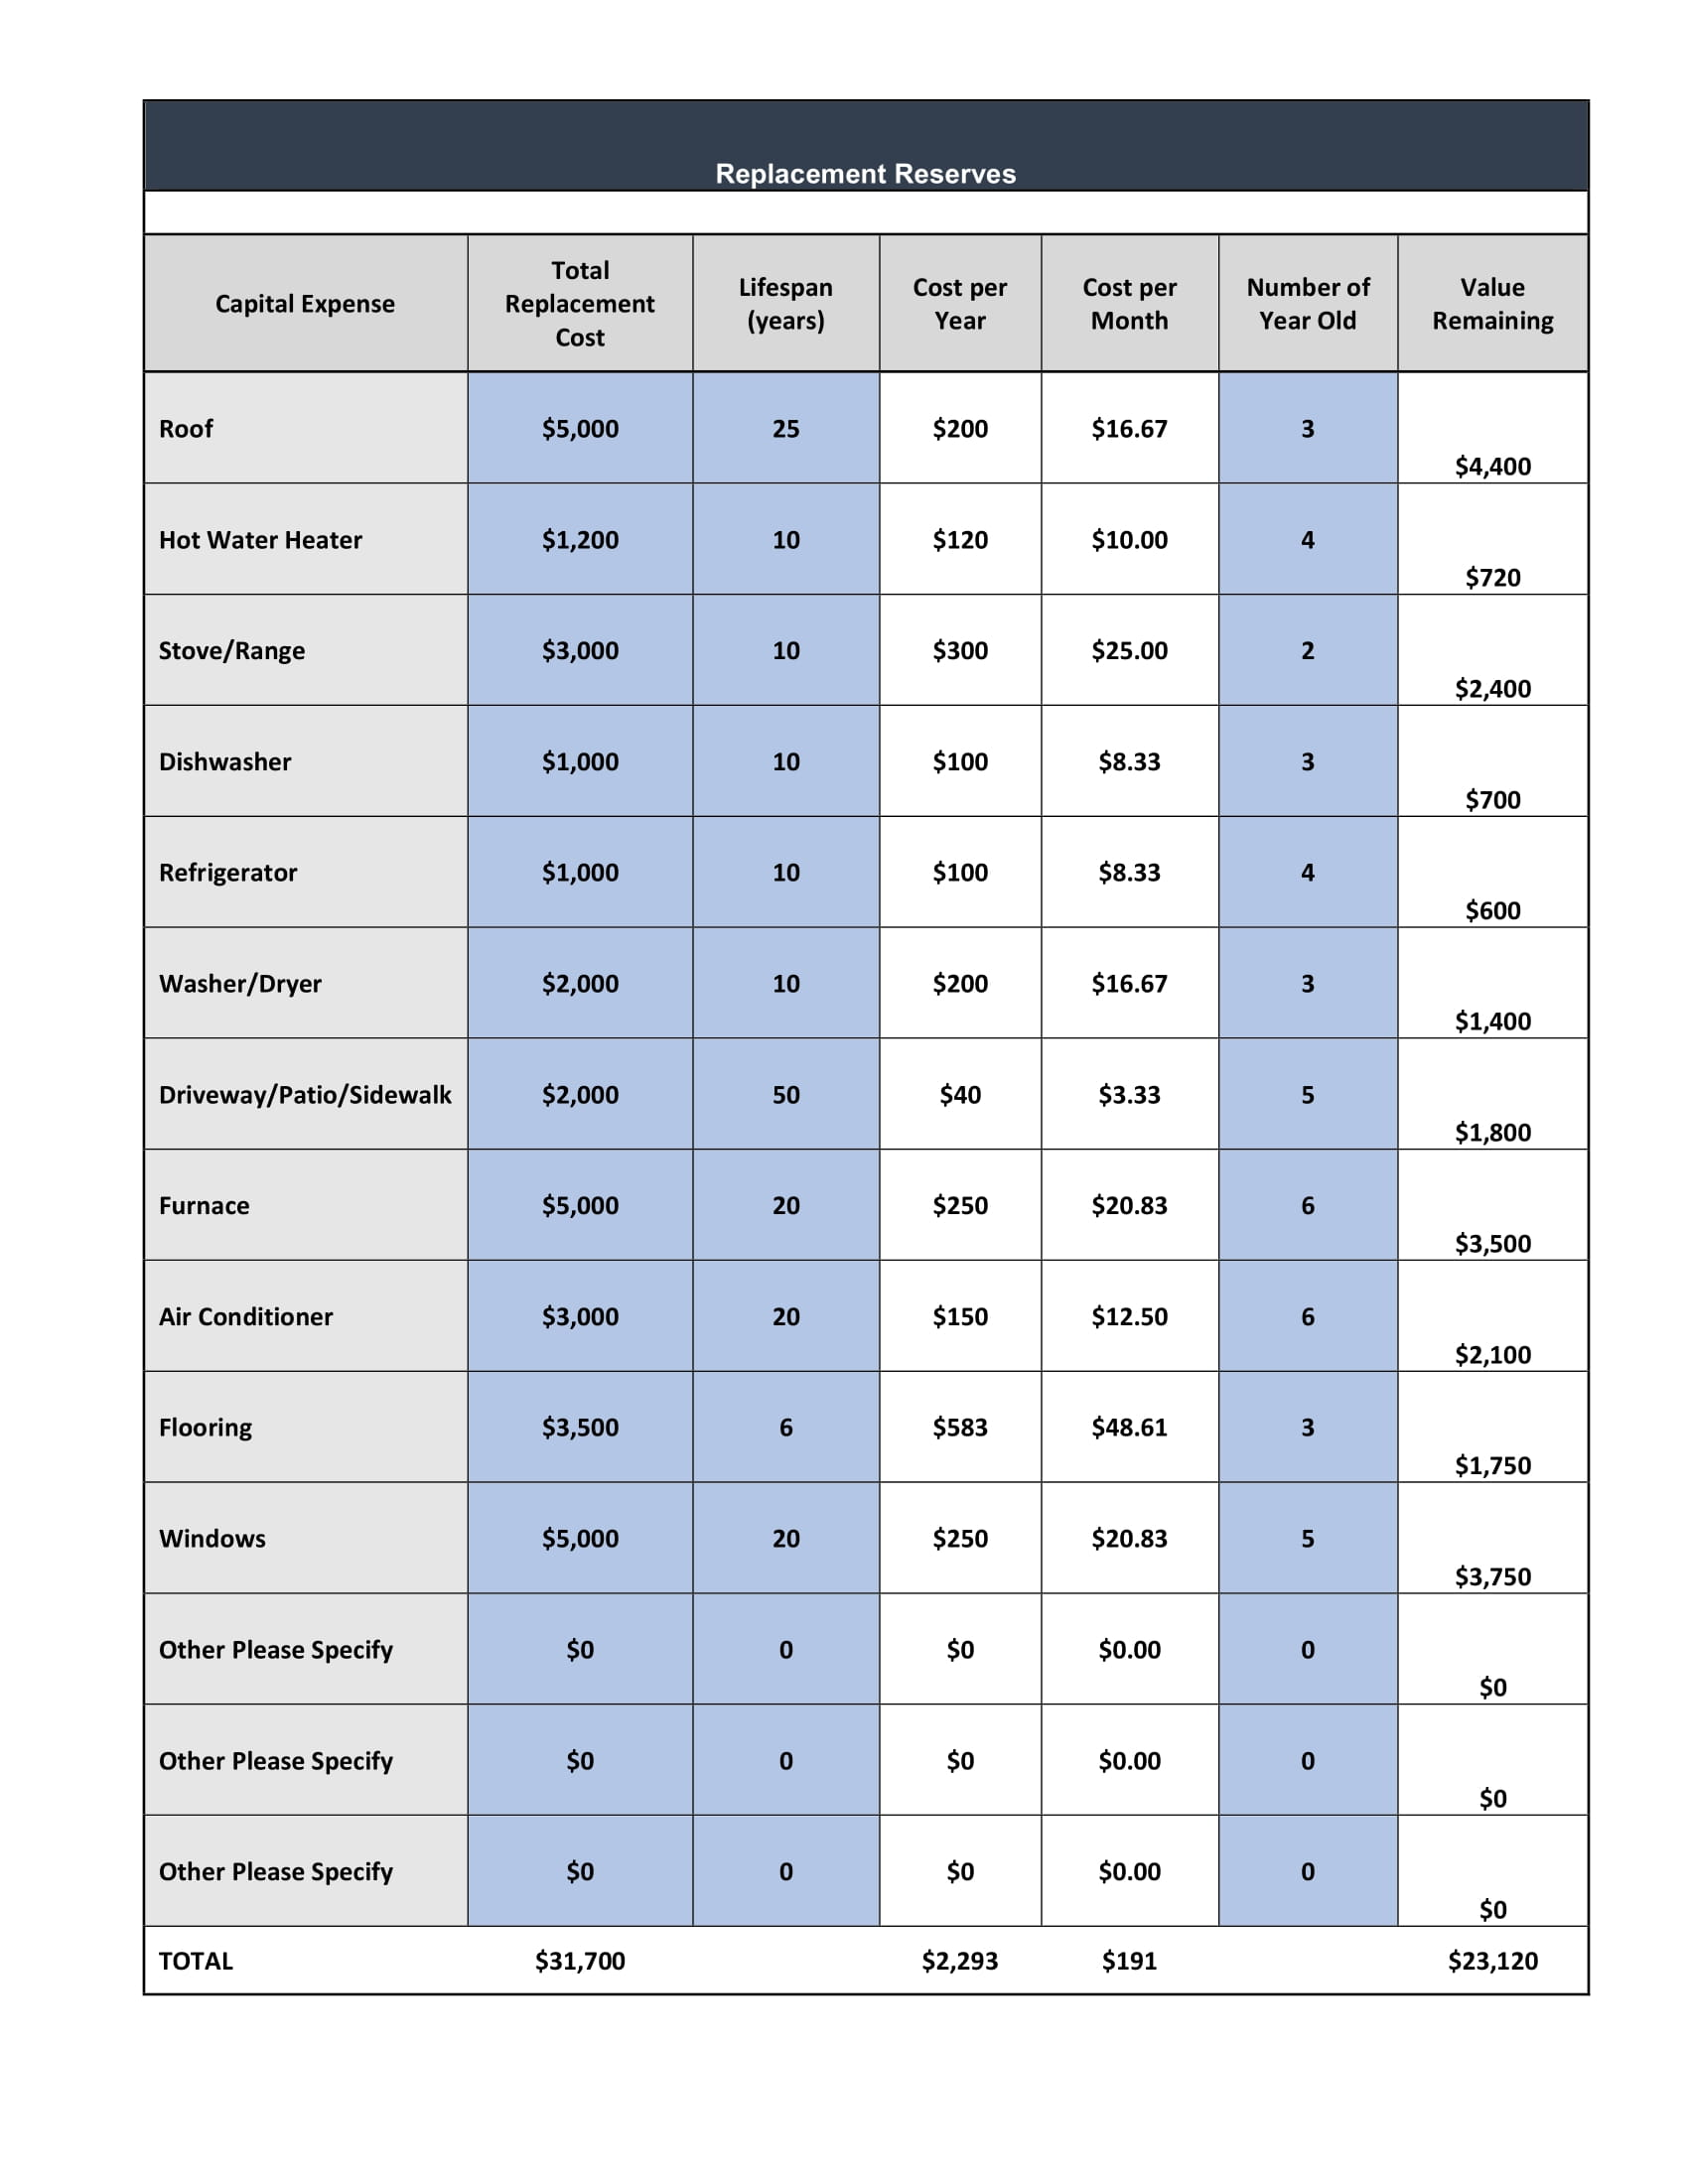 Replacement Reserves
Capital Expense Total Replacement Cost Lifespan (years) Cost per Year Cost per Month Number of Year Old Value Remaining
Roof $5,000 25 $200 $16.67 3 $4,400
Hot Water Heater $1,200 10 $120 $10.00 4 $720
Stove/Range $3,000 10 $300 $25.00 2 $2,400
Dishwasher $1,000 10 $100 $8.33 3 $700
Refrigerator $1,000 10 $100 $8.33 4 $600
Washer/Dryer $2,000 10 $200 $16.67 3 $1,400
Driveway/Patio/Sidewalk $2,000 50 $40 $3.33 5 $1,800
Furnace $5,000 20 $250 $20.83 6 $3,500
Air Conditioner $3,000 20 $150 $12.50 6 $2,100
Flooring $3,500 6 $583 $48.61 3 $1,750
Windows $5,000 20 $250 $20.83 5 $3,750
Other Please Specify $0 0 $0 $0.00 0 $0
Other Please Specify $0 0 $0 $0.00 0 $0
Other Please Specify $0 0 $0 $0.00 0 $0
TOTAL $31,700 $2,293 $191 $23,120